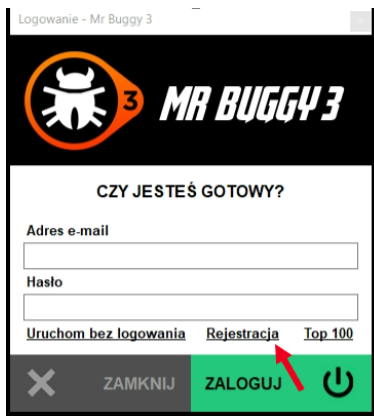 Logowanie - Mr Buggy 3
3 MR BUGGY 3
CZY JESTEŚ GOTOWY?
Adres e-mail
Hasło
Uruchom bez logowania Rejestracja Top 100
ZAMKNIJ ZALOGUJ